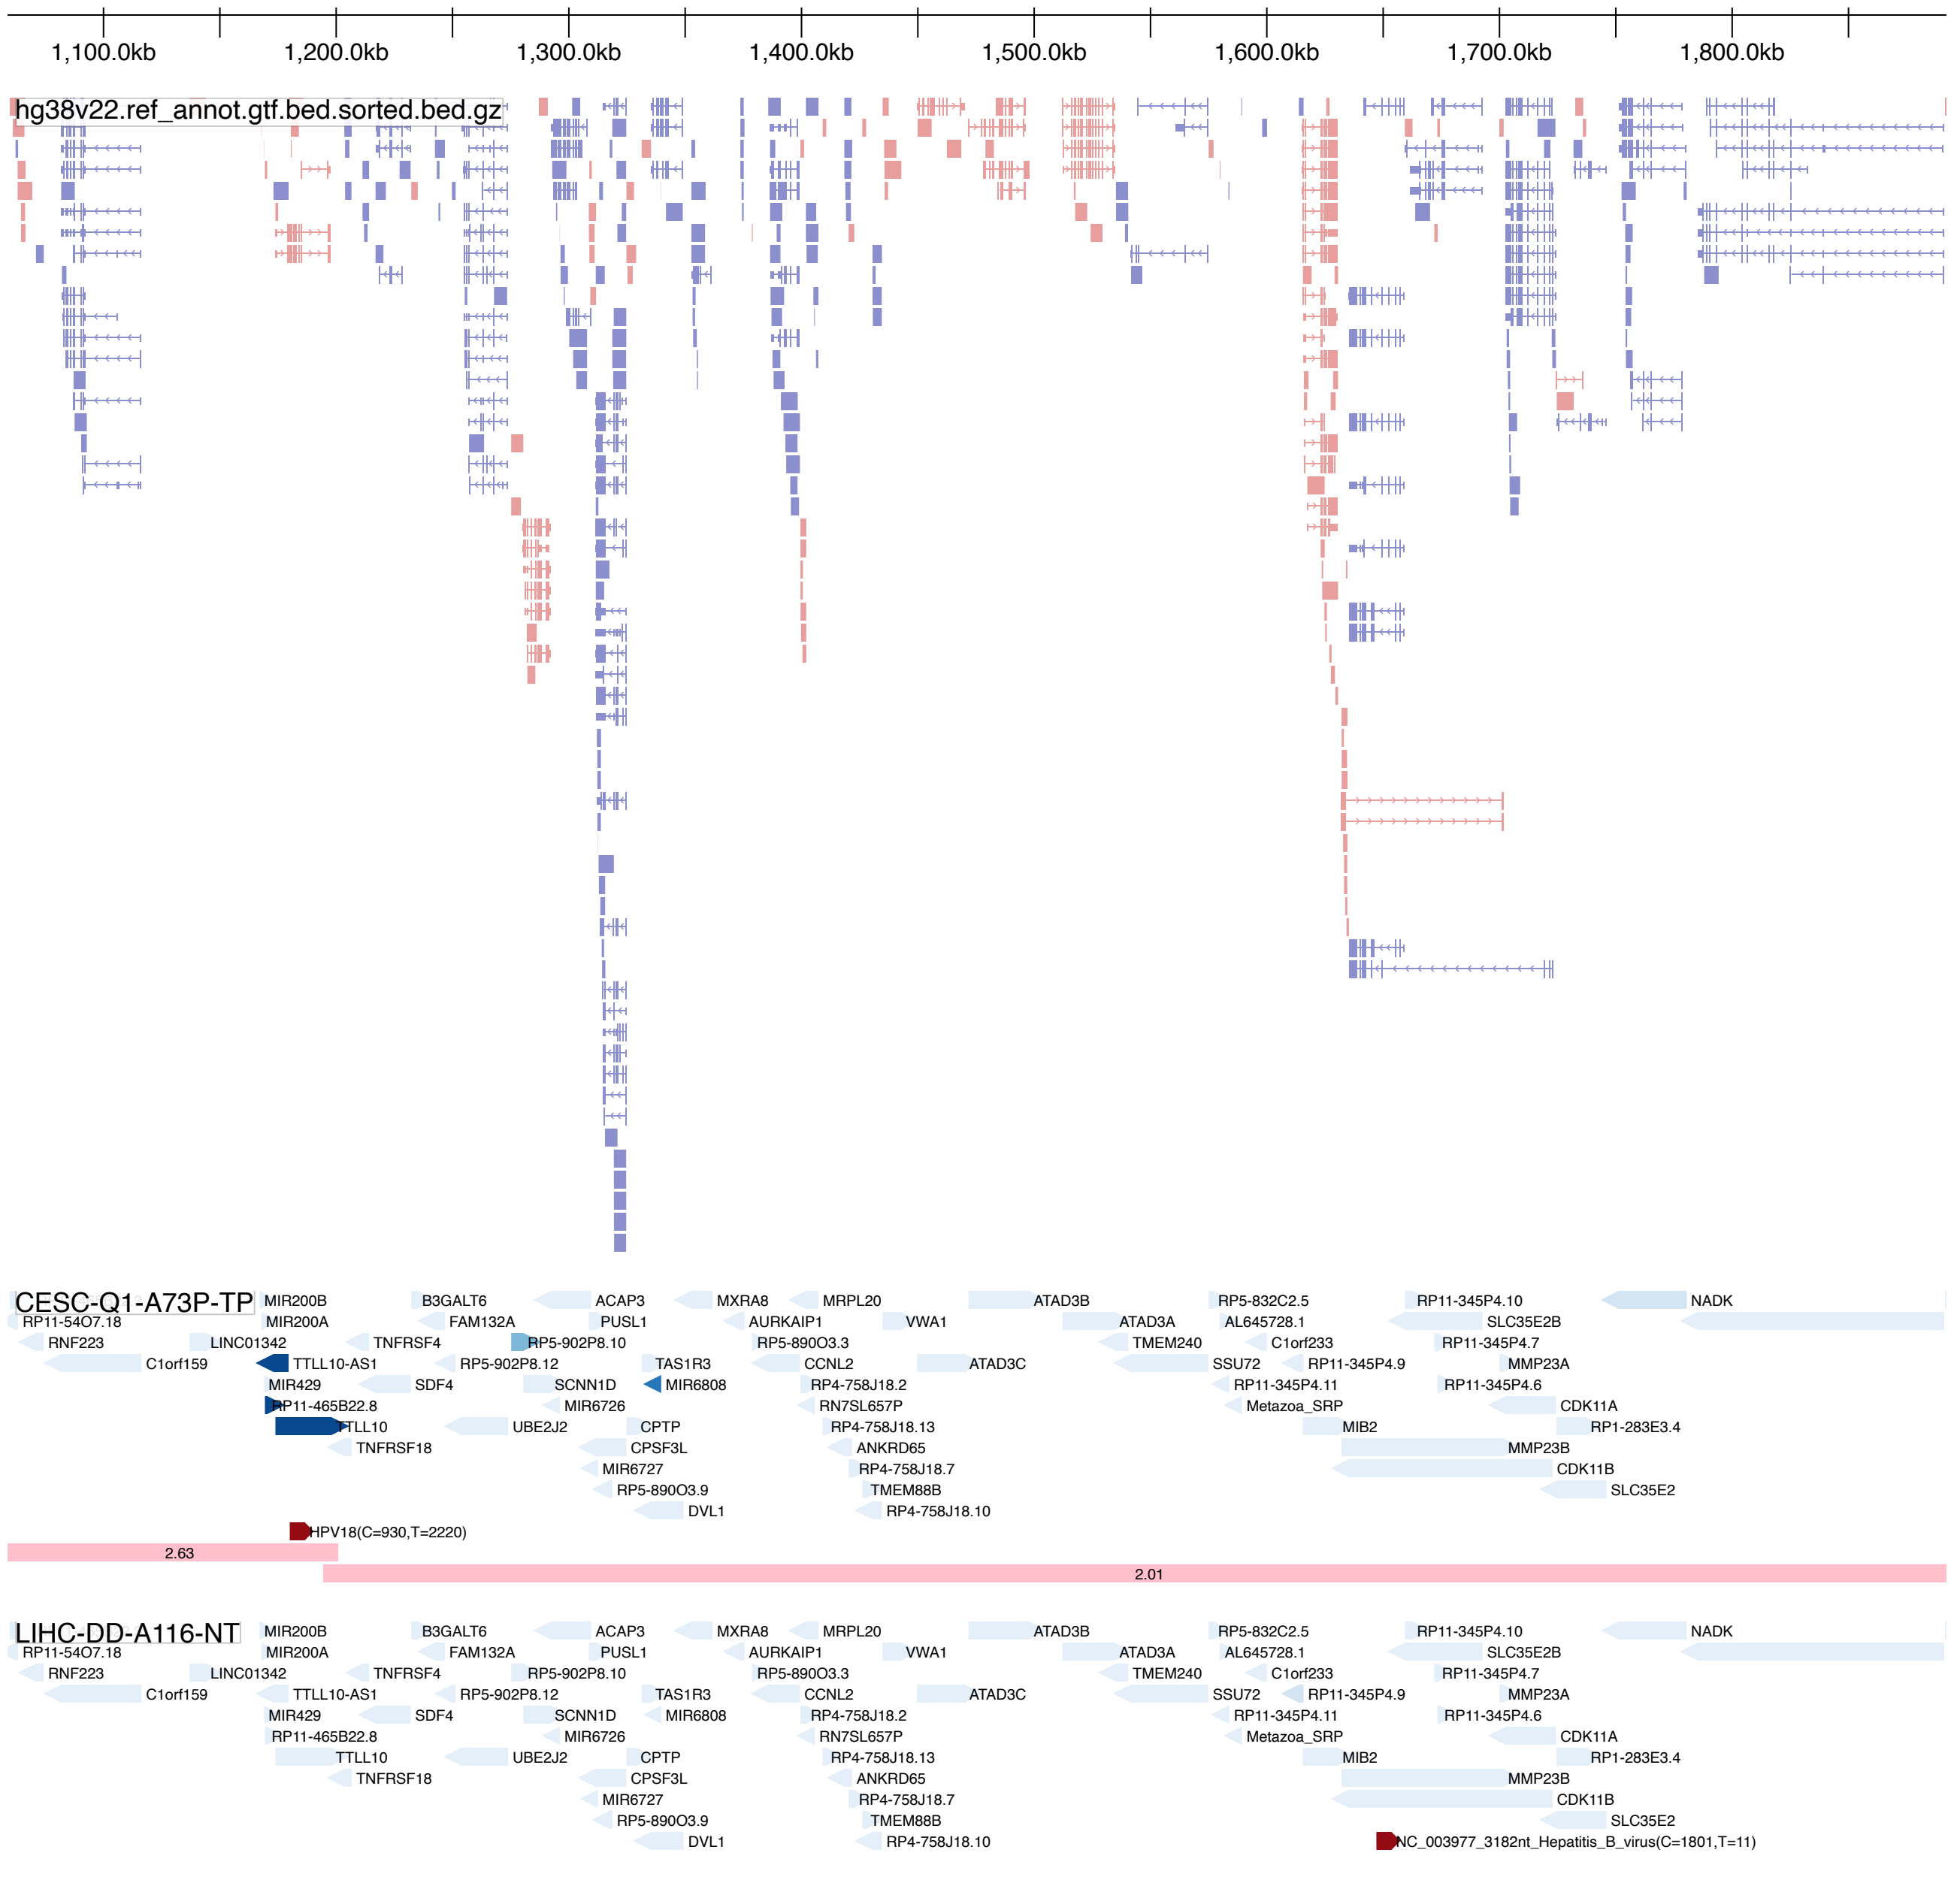 1,100.0kb 1,200.0kb 1,300.0kb 1,400.0kb 1,500.0kb 1,600.0kb 1,700.0kb 1,800.0kb
hg38v22.ref_annot.gtf.bed.sorted.bed.gz
CESC-Q1-A73P-TP MIR200B B3GALT6 ACAP3 MXRA8 MRPL20 ATAD3B RP5-832C2.5 RP11-345P4.10 NADK
RP11-54O7.18 MIR200A FAM132A PUSL1 AURKAIP1 VWA1 ATAD3A AL645728.1 SLC35E2B
RNF223 LINC01342 TNFRSF4 RP5-902P8.10 RP5-890O3.3 TMEM240 C1orf233 RP11-345P4.7
C1orf159 TTLL10-AS1 RP5-902P8.12 TAS1R3 CCNL2 ATAD3C SSU72 RP11-345P4.9 MMP23A
MIR429 SDF4 SCNN1D MIR6808 RP4-758J18.2 RP11-345P4.11 RP11-345P4.6
RP11-465B22.8 MIR6726 RN7SL657P Metazoa_SRP CDK11A
TTLL10 UBE2J2 CPTP RP4-758J18.13 MIB2 RP1-283E3.4
TNFRSF18 CPSF3L ANKRD65 MMP23B
MIR6727 RP4-758J18.7 CDK11B
RP5-890O3.9 TMEM88B SLC35E2
DVL1 RP4-758J18.10
HPV18(C=930,T=2220)
2.63
2.01
LIHC-DD-A116-NT MIR200B B3GALT6 ACAP3 MXRA8 MRPL20 ATAD3B RP5-832C2.5 RP11-345P4.10 NADK
RP11-54O7.18 MIR200A FAM132A PUSL1 AURKAIP1 VWA1 ATAD3A AL645728.1 SLC35E2B
RNF223 LINC01342 TNFRSF4 RP5-902P8.10 RP5-890O3.3 TMEM240 C1orf233 RP11-345P4.7
C1orf159 TTLL10-AS1 RP5-902P8.12 TAS1R3 CCNL2 ATAD3C SSU72 RP11-345P4.9 MMP23A
MIR429 SDF4 SCNN1D MIR6808 RP4-758J18.2 RP11-345P4.11 RP11-345P4.6
RP11-465B22.8 MIR6726 RN7SL657P Metazoa_SRP CDK11A
TTLL10 UBE2J2 CPTP RP4-758J18.13 MIB2 RP1-283E3.4
TNFRSF18 CPSF3L ANKRD65 MMP23B
MIR6727 RP4-758J18.7 CDK11B
RP5-890O3.9 TMEM88B SLC35E2
DVL1 RP4-758J18.10 NC_003977_3182nt_Hepatitis_B_virus(C=1801,T=11)